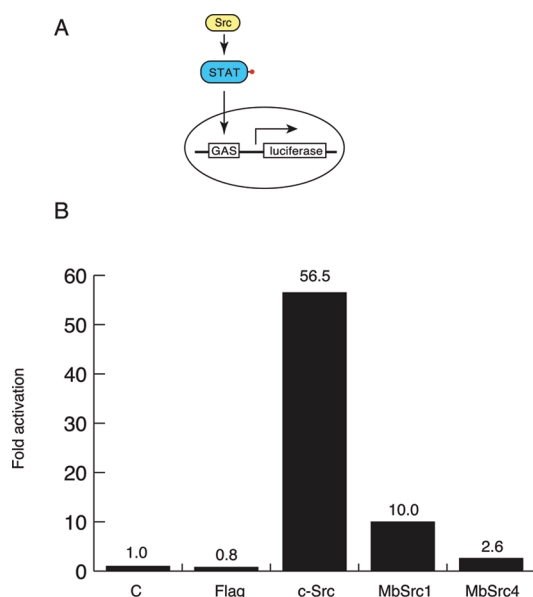 A
Src
STAT
GAS
luciferase
B
Fold activation
60
50
40
30
20
10
0
1.0
0.8
56.5
10.0
2.6
C Flag c-Src MbSrc1 MbSrc4